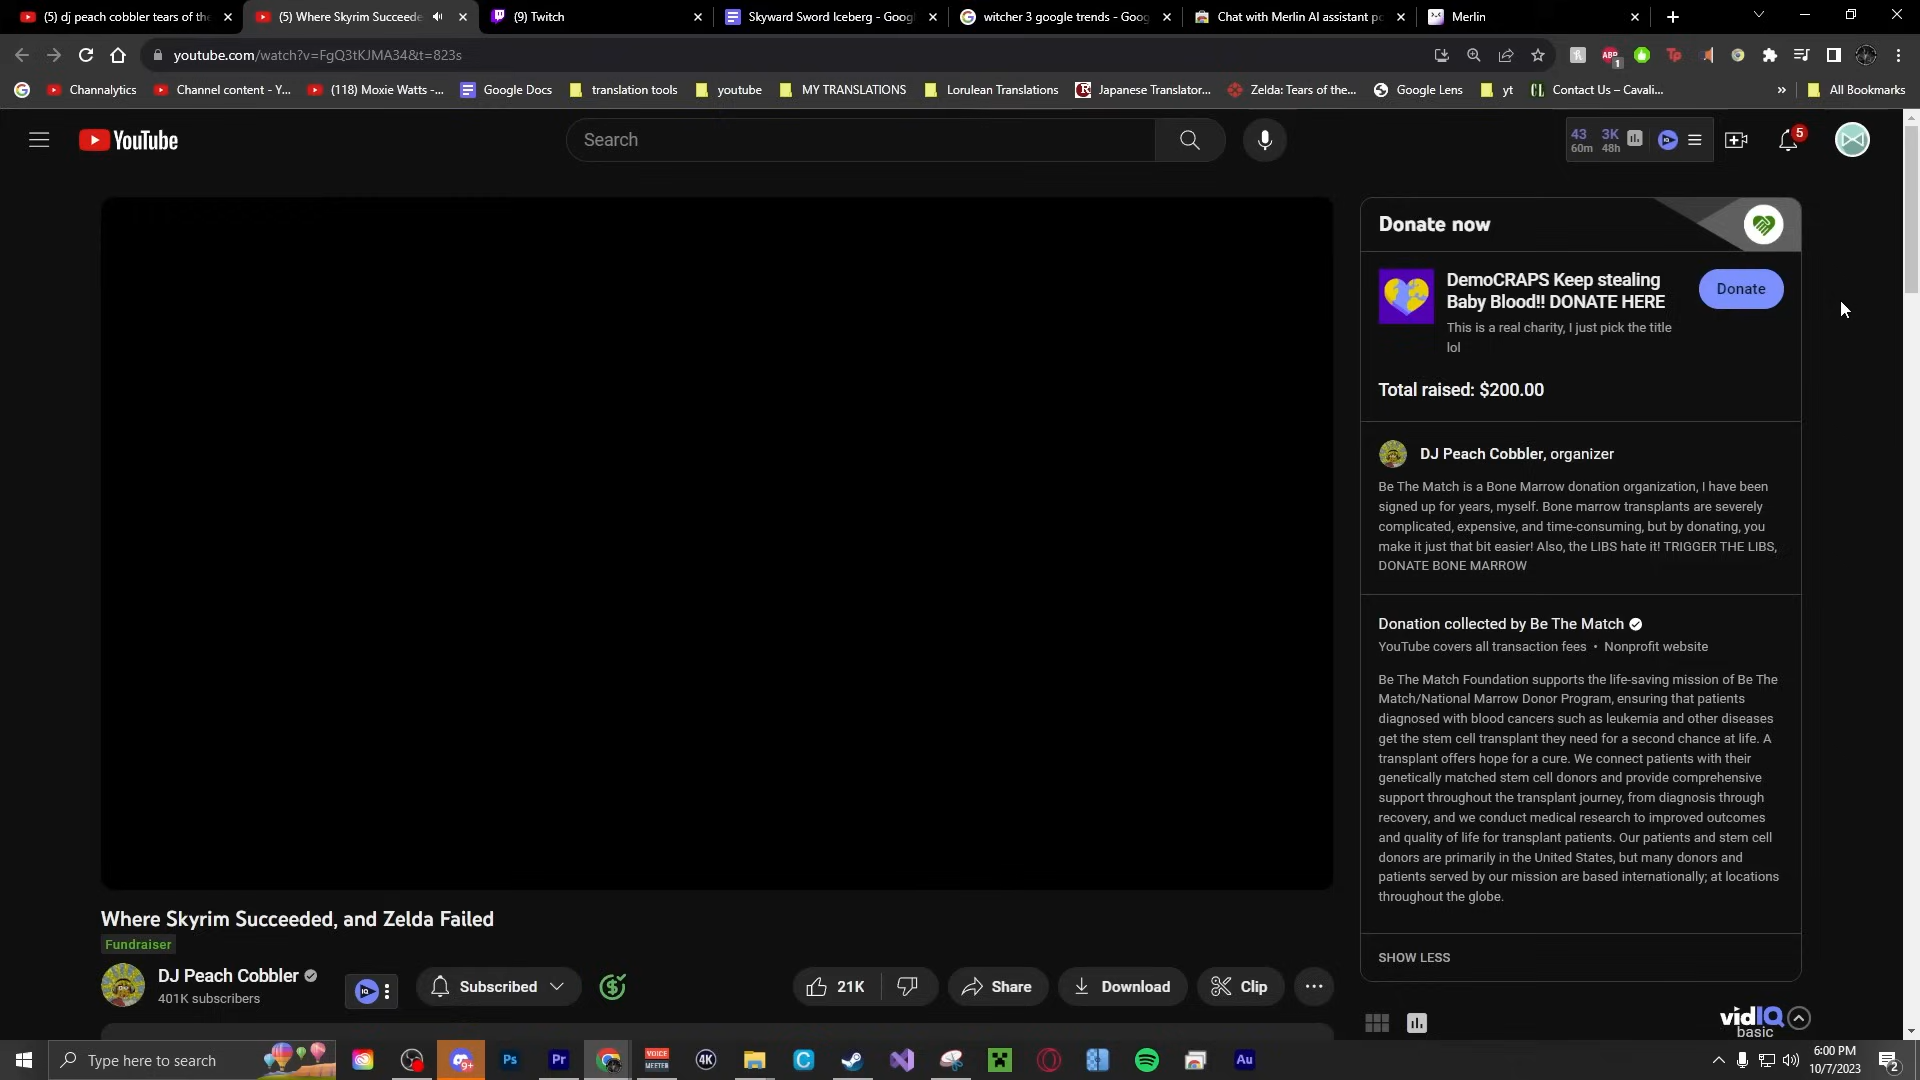 (5) dj peach cobbler tears of the
(5) Where Skyrim Succeede
(9) Twitch
Skyward Sword Iceberg - Goog
witcher 3 google trends - Goog
Chat with Merlin AI assistant po
Merlin
youtube.com/watch?v=FgQ3tKJMA34&t=823s
Channalytics
Channel content - Y...
(118) Moxie Watts -...
Google Docs
translation tools
youtube
MY TRANSLATIONS
Lorulean Translations
Japanese Translator...
Zelda: Tears of the...
Google Lens
yt
Contact Us – Cavali...
All Bookmarks
YouTube
Search
43 3K
60m 48h
5
Donate now
DemoCRAPS Keep stealing
Baby Blood!! DONATE HERE
Donate
This is a real charity, I just pick the title
lol
Total raised: $200.00
DJ Peach Cobbler, organizer
Be The Match is a Bone Marrow donation organization, I have been
signed up for years, myself. Bone marrow transplants are severely
complicated, expensive, and time-consuming, but by donating, you
make it just that bit easier! Also, the LIBS hate it! TRIGGER THE LIBS,
DONATE BONE MARROW
Donation collected by Be The Match
YouTube covers all transaction fees • Nonprofit website
Be The Match Foundation supports the life-saving mission of Be The
Match/National Marrow Donor Program, ensuring that patients
diagnosed with blood cancers such as leukemia and other diseases
get the stem cell transplant they need for a second chance at life. A
transplant offers hope for a cure. We connect patients with their
genetically matched stem cell donors and provide comprehensive
support throughout the transplant journey, from diagnosis through
recovery, and we conduct medical research to improved outcomes
and quality of life for transplant patients. Our patients and stem cell
donors are primarily in the United States, but many donors and
patients served by our mission are based internationally; at locations
throughout the globe.
SHOW LESS
Where Skyrim Succeeded, and Zelda Failed
Fundraiser
DJ Peach Cobbler
401K subscribers
Subscribed
21K
Share
Download
Clip
vidIQ
basic
Type here to search
9+
Ps
Pr
VOICE
MEETER
4K
Au
6:00 PM
10/7/2023
2